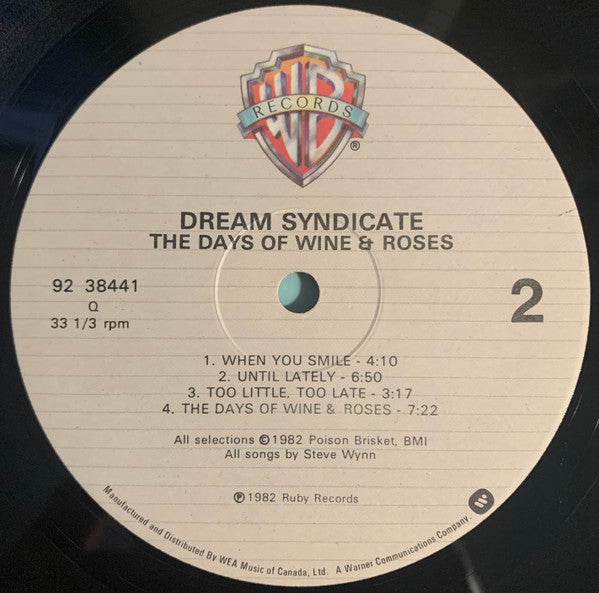 WB
RECORDS
®
DREAM SYNDICATE
THE DAYS OF WINE & ROSES
92 38441
Q
33 1/3 rpm
2
1. WHEN YOU SMILE - 4:10
2. UNTIL LATELY - 6:50
3. TOO LITTLE, TOO LATE - 3:17
4. THE DAYS OF WINE & ROSES - 7:22
All selections ©1982 Poison Brisket, BMI
All songs by Steve Wynn
℗1982 Ruby Records
Manufactured and Distributed By WEA Music of Canada, Ltd. A Warner Communications Company.